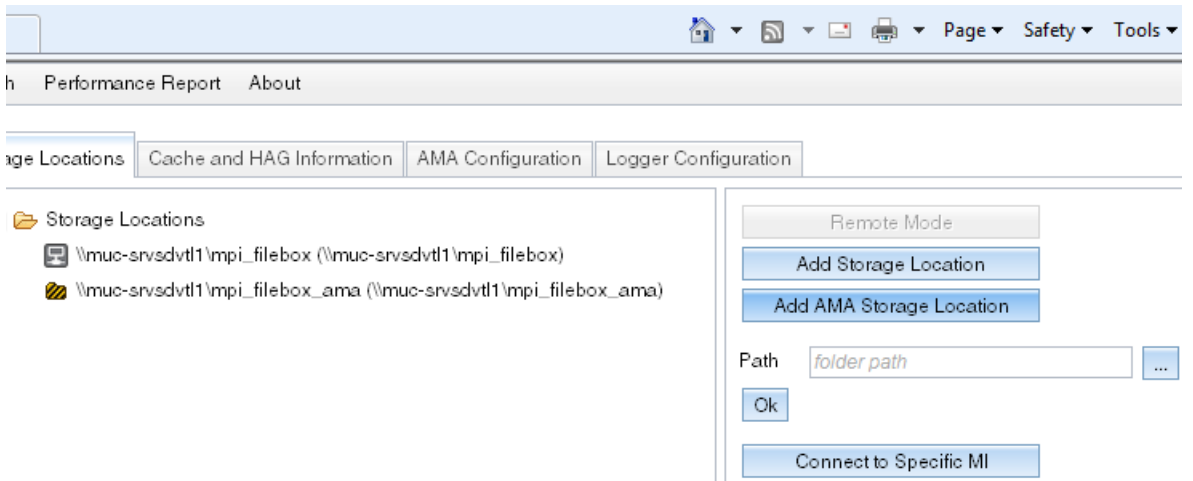 Page Safety Tools
h Performance Report About
age Locations Cache and HAG Information AMA Configuration Logger Configuration
Storage Locations
\\muc-srvsdvtl1\mpi_filebox (\\muc-srvsdvtl1\mpi_filebox)
\\muc-srvsdvtl1\mpi_filebox_ama (\\muc-srvsdvtl1\mpi_filebox_ama)
Remote Mode
Add Storage Location
Add AMA Storage Location
Path folder path ...
Ok
Connect to Specific MI